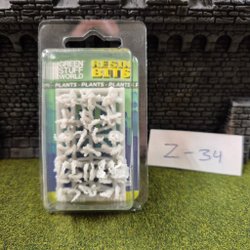 GREEN STUFF WORLD
RESIN BITS
PLANTS - PLANTS - PLANTS -
Z-34